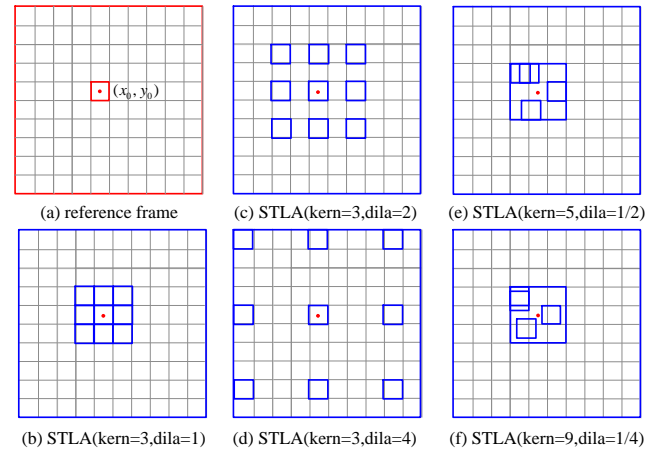 (x₀, y₀)
(a) reference frame
(c) STLA(kern=3,dila=2)
(e) STLA(kern=5,dila=1/2)
(b) STLA(kern=3,dila=1)
(d) STLA(kern=3,dila=4)
(f) STLA(kern=9,dila=1/4)